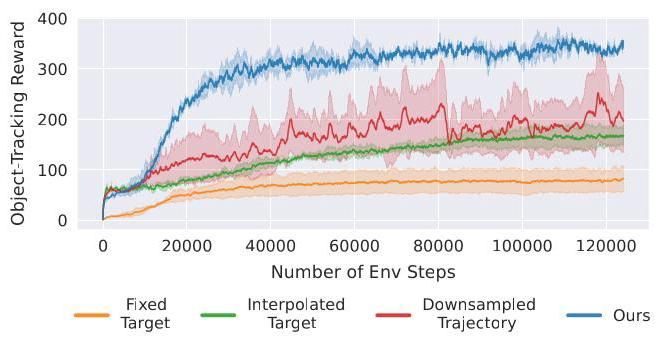 Object-Tracking Reward
400
300
200
100
0
0 20000 40000 60000 80000 100000 120000
Number of Env Steps
Fixed Target
Interpolated Target
Downsampled Trajectory
Ours